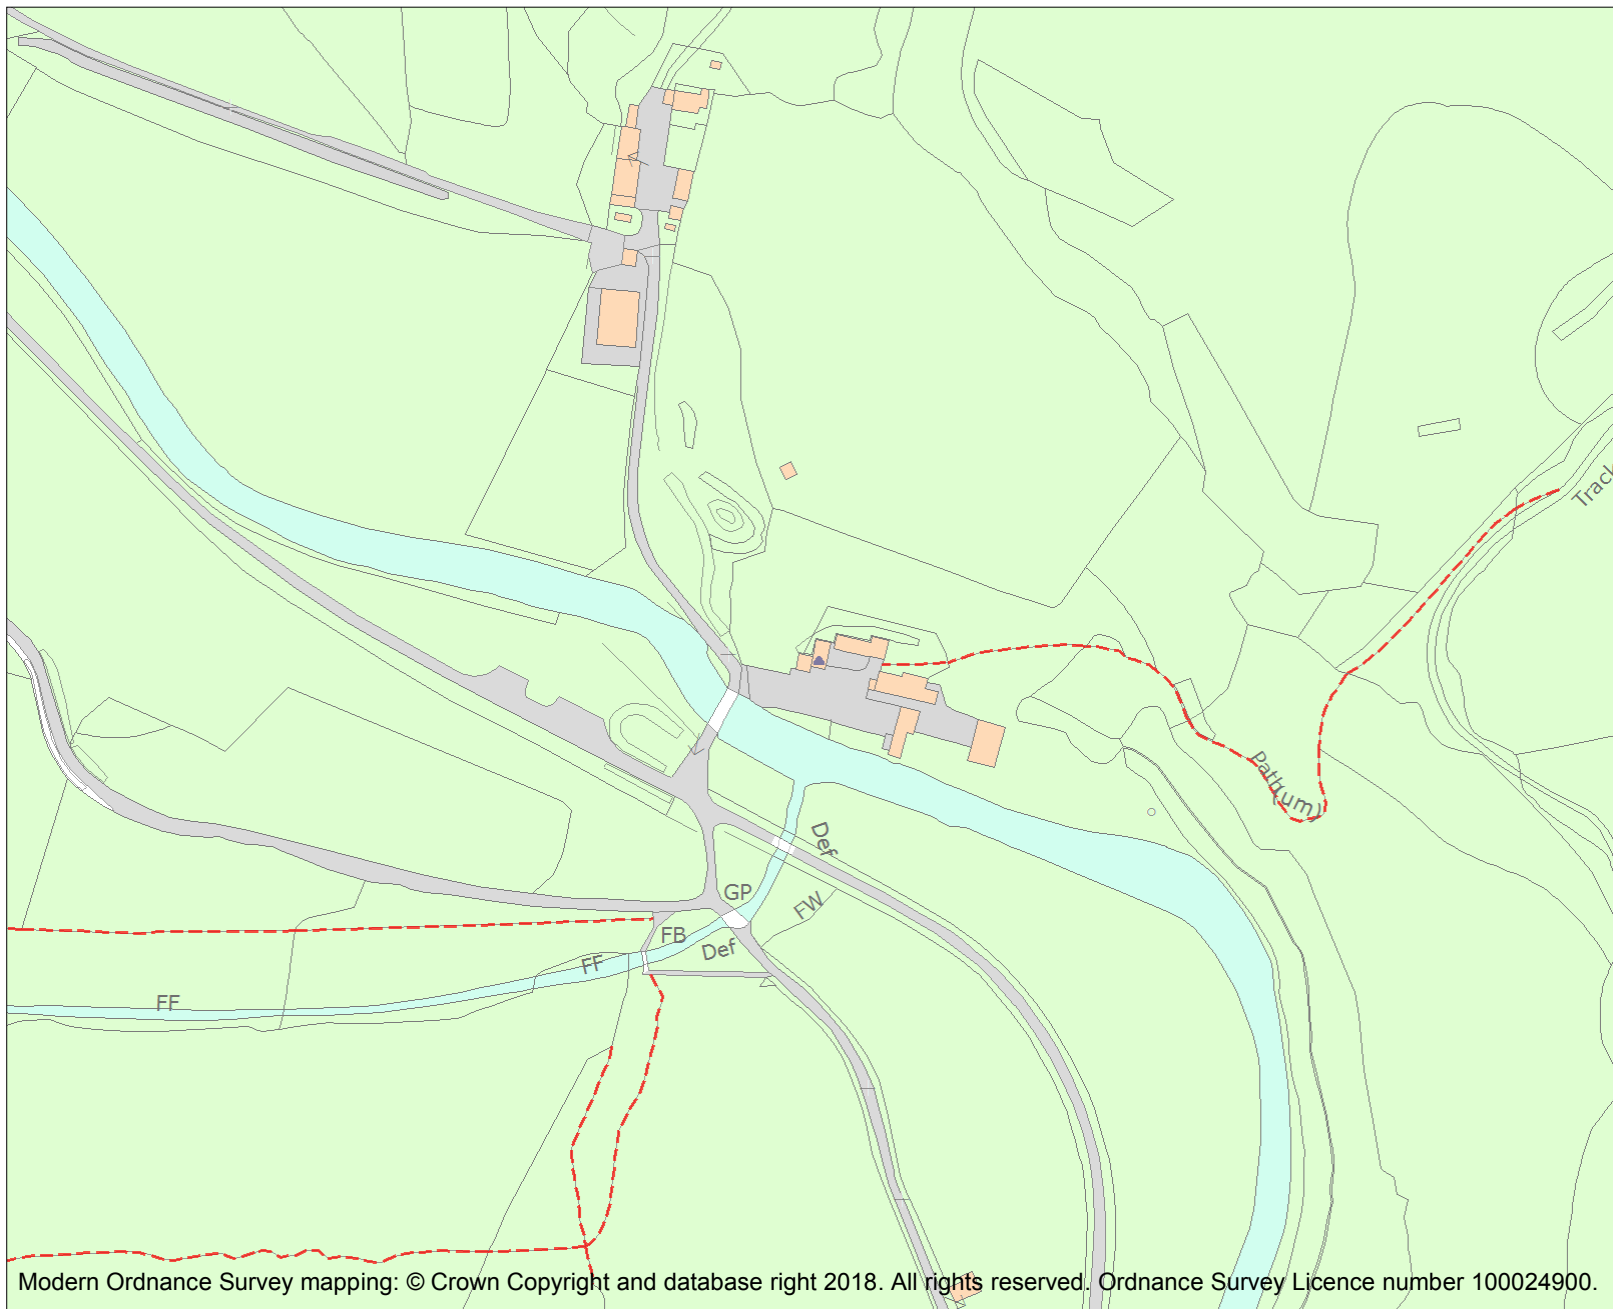 Track
Path (um)
Def
GP
FW
FB
Def
FF
FF
Modern Ordnance Survey mapping: © Crown Copyright and database right 2018. All rights reserved. Ordnance Survey Licence number 100024900.